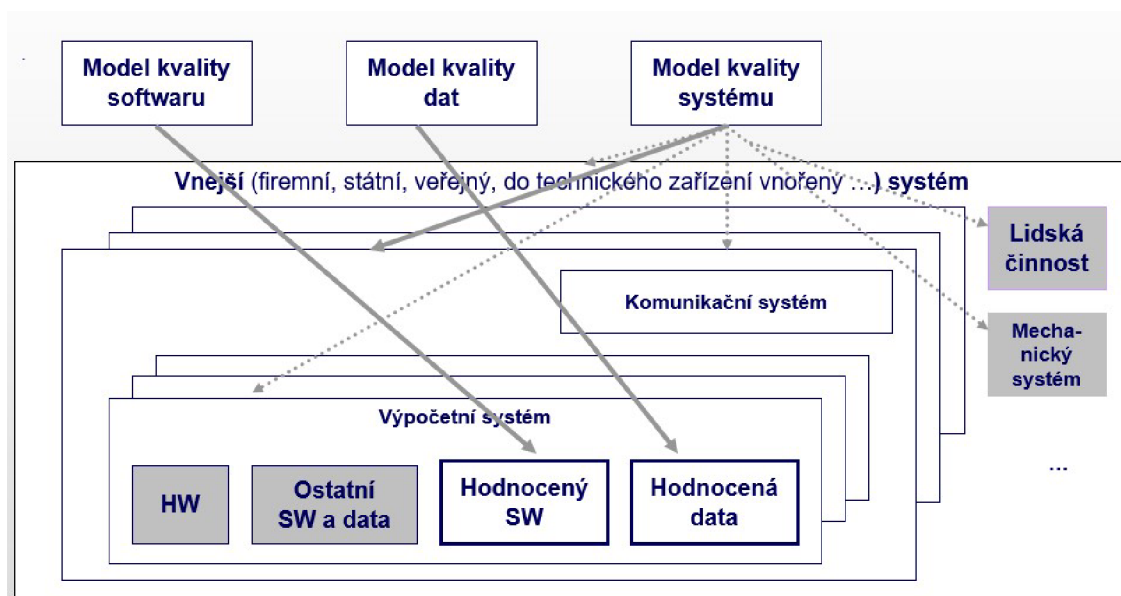 Model kvality
softwaru
Model kvality
dat
Model kvality
systému
Vnejší (firemní, státní, veřejný, do technického zařízení vnořený …) systém
Lidská
činnost
Komunikační systém
Mecha-
nický
systém
Výpočetní systém
...
HW
Ostatní
SW a data
Hodnocený
SW
Hodnocená
data